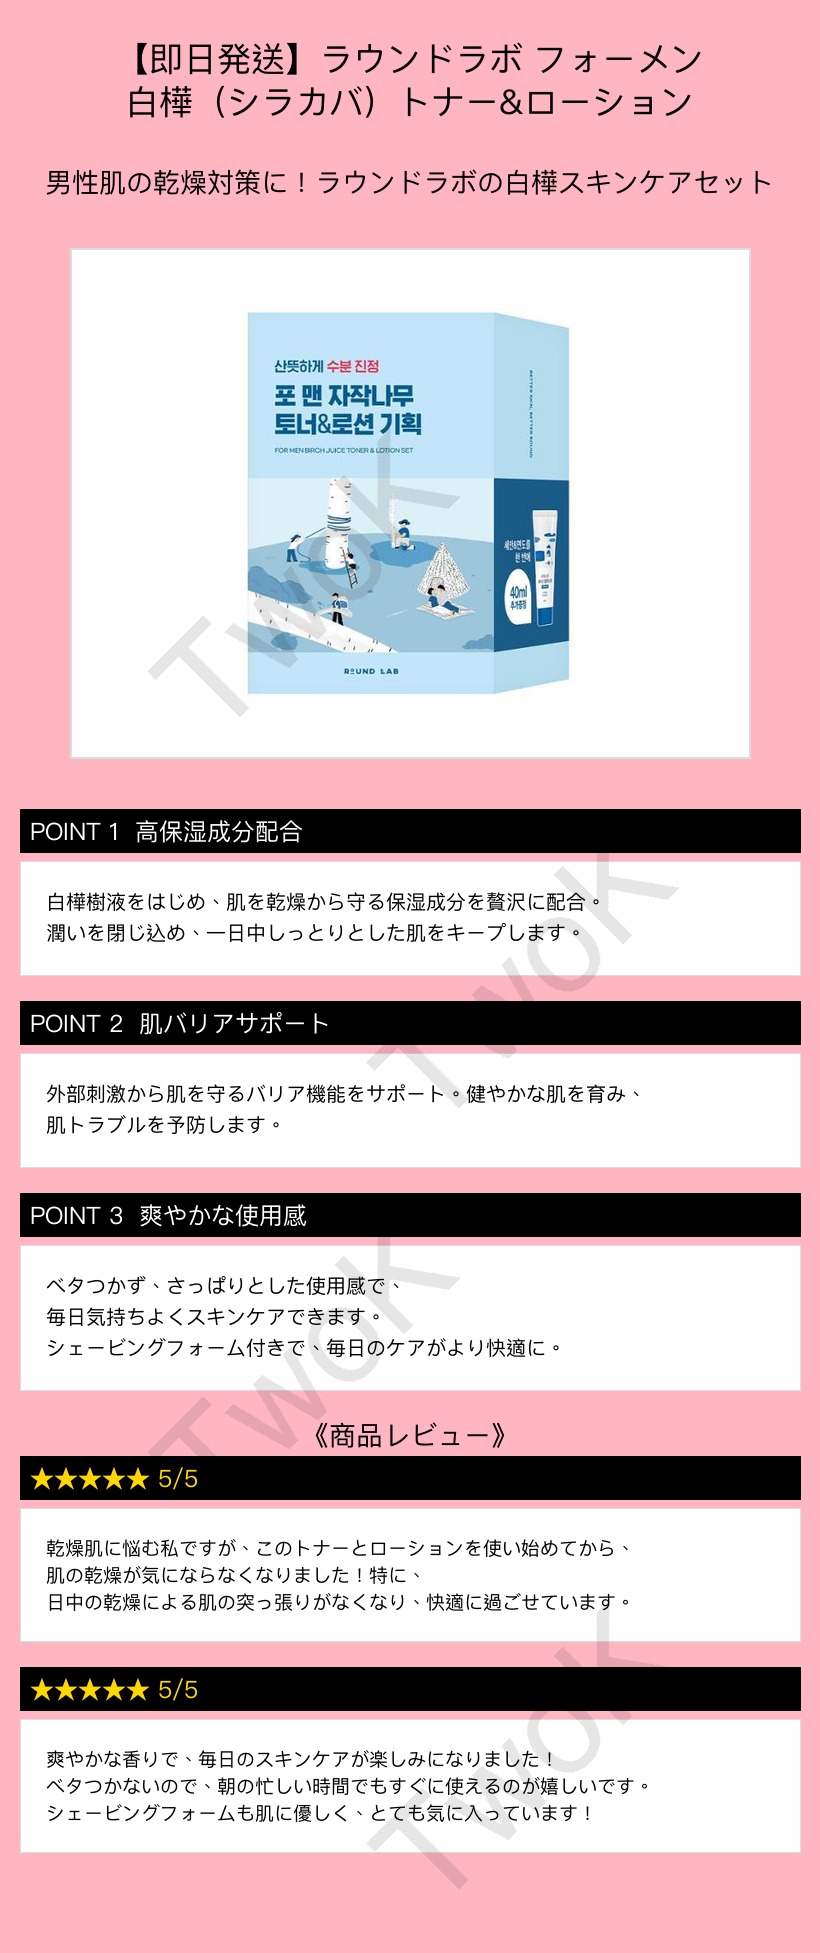 【即日発送】ラウンドラボ フォーメン
白樺（シラカバ）トナー&ローション
男性肌の乾燥対策に！ラウンドラボの白樺スキンケアセット
산뜻하게 수분 진정
포 맨 자작나무
토너&로션 기획
FOR MEN BIRCH JUICE TONER & LOTION SET
BETTER SKIN, BETTER ROUND
세안&면도를
한 번에
40ml
추가증정
ROUND LAB
TwoK
POINT 1 高保湿成分配合
白樺樹液をはじめ、肌を乾燥から守る保湿成分を贅沢に配合。
潤いを閉じ込め、一日中しっとりとした肌をキープします。
TwoK
POINT 2 肌バリアサポート
外部刺激から肌を守るバリア機能をサポート。健やかな肌を育み、
肌トラブルを予防します。
POINT 3 爽やかな使用感
ベタつかず、さっぱりとした使用感で、
毎日気持ちよくスキンケアできます。
シェービングフォーム付きで、毎日のケアがより快適に。
TwoK
《商品レビュー》
★★★★★ 5/5
乾燥肌に悩む私ですが、このトナーとローションを使い始めてから、
肌の乾燥が気にならなくなりました！特に、
日中の乾燥による肌の突っ張りがなくなり、快適に過ごせています。
★★★★★ 5/5
爽やかな香りで、毎日のスキンケアが楽しみになりました！
ベタつかないので、朝の忙しい時間でもすぐに使えるのが嬉しいです。
シェービングフォームも肌に優しく、とても気に入っています！
TwoK